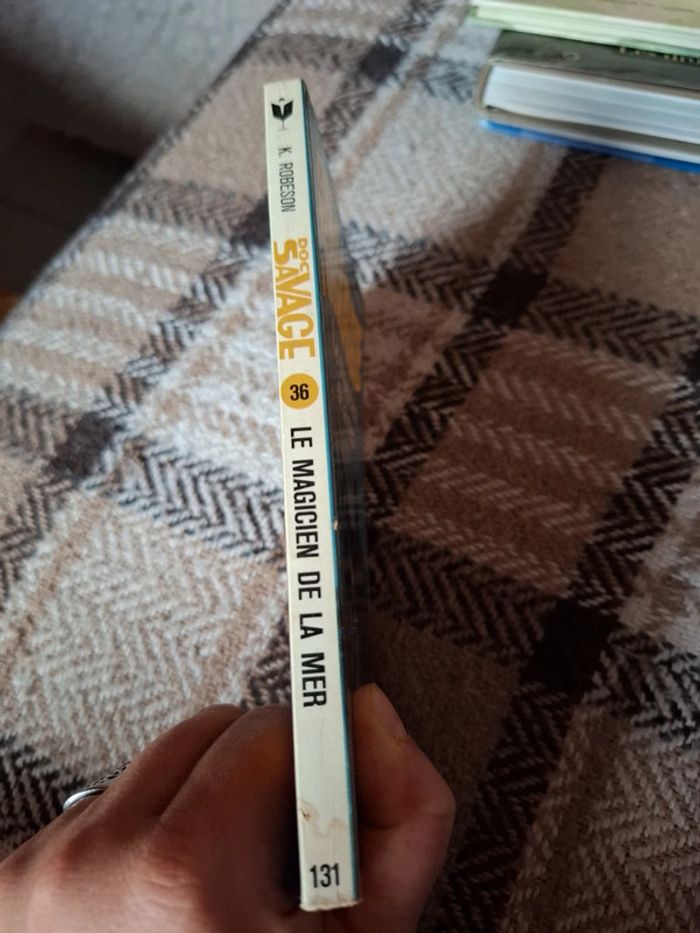 K. ROBESON
DOC
SAVAGE
36
LE MAGICIEN DE LA MER
131